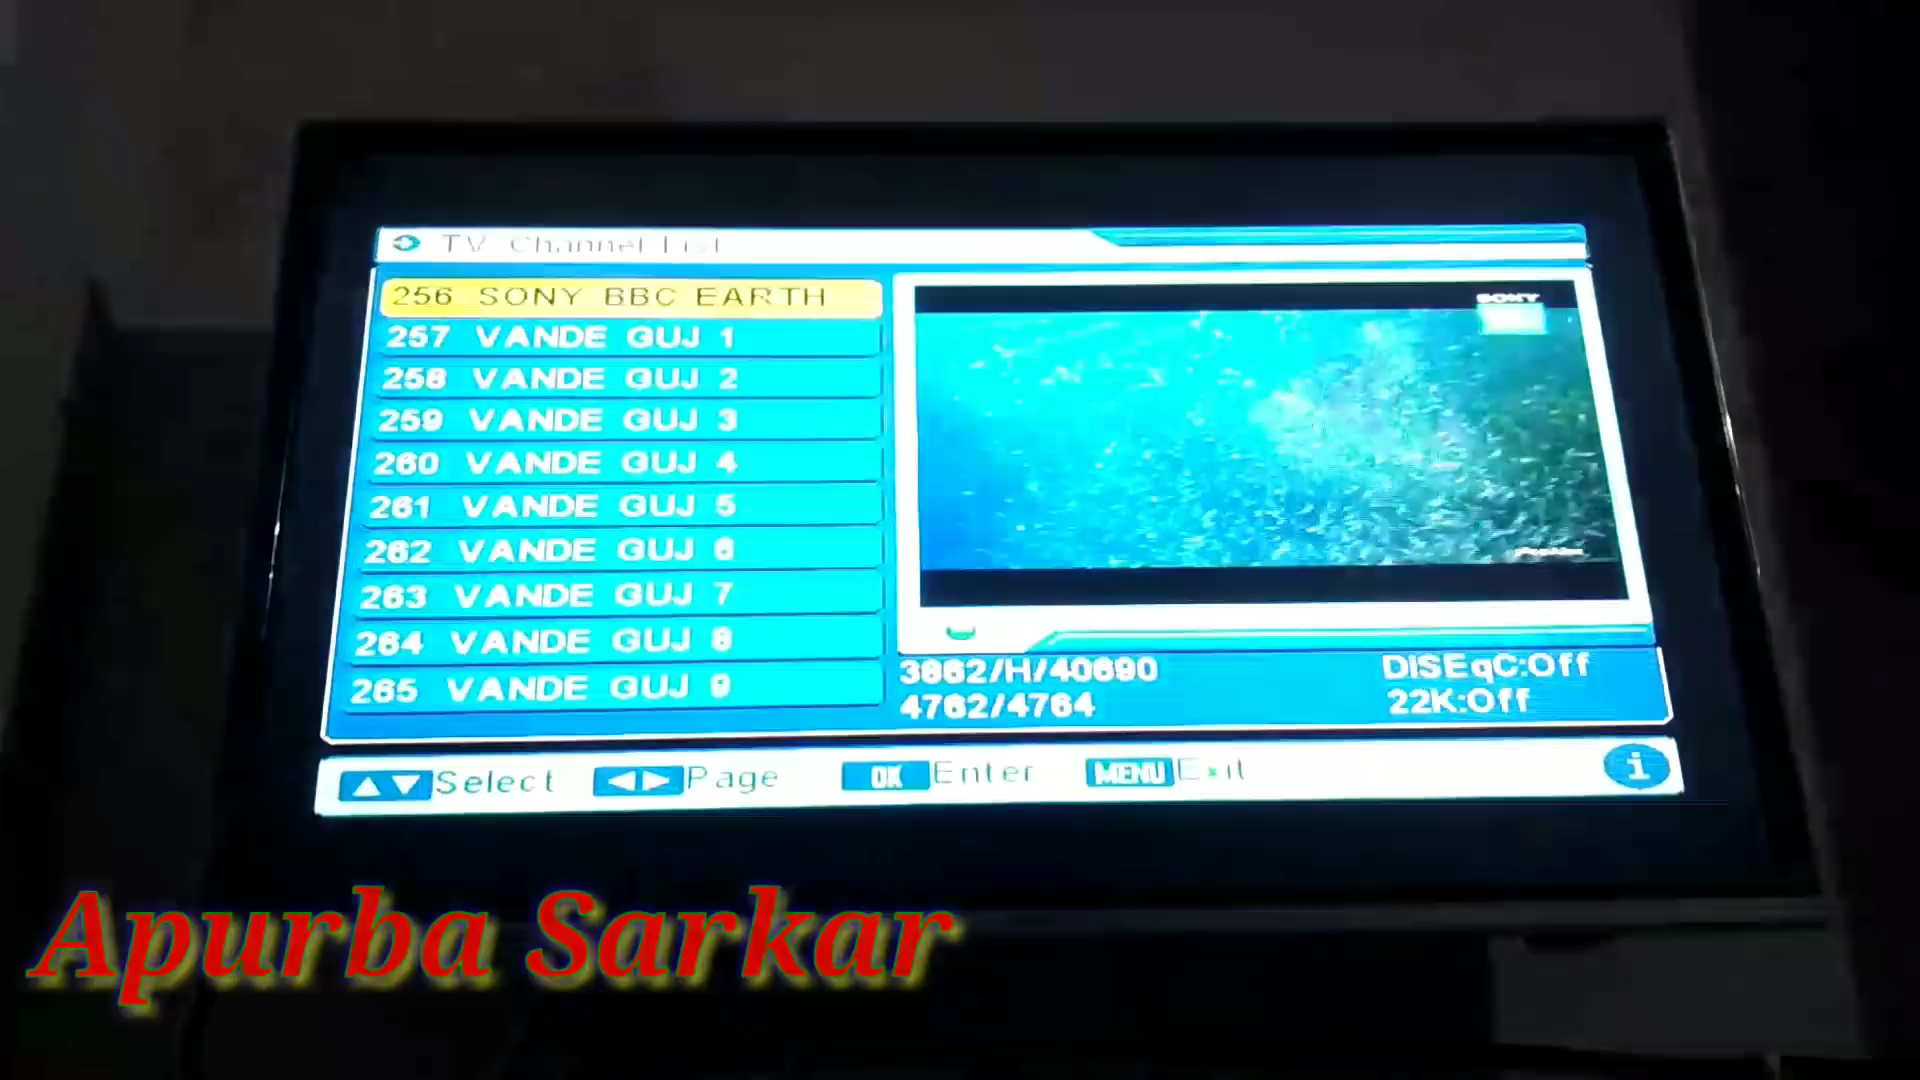 TV Channel List
256 SONY BBC EARTH
257 VANDE GUJ 1
258 VANDE GUJ 2
259 VANDE GUJ 3
260 VANDE GUJ 4
261 VANDE GUJ 5
262 VANDE GUJ 6
263 VANDE GUJ 7
264 VANDE GUJ 8
265 VANDE GUJ 9
SONY
3862/H/40690
DISEqC:Off
4762/4764
22K:Off
Select
Page
OK Enter
MENU Exit
i
Apurba Sarkar